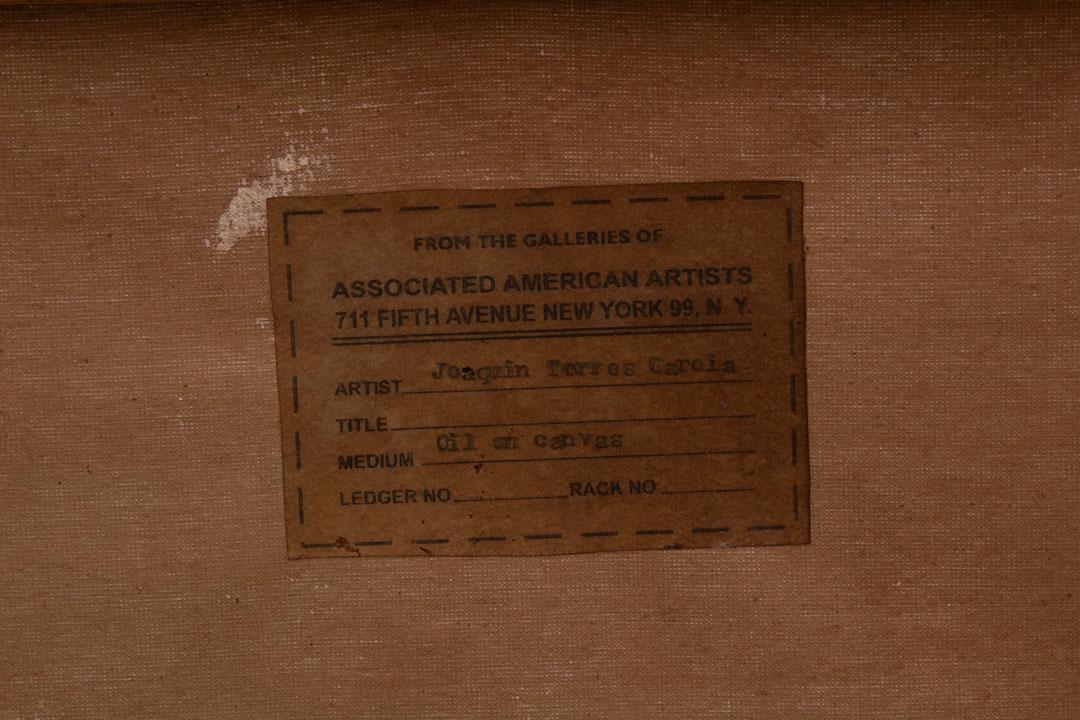 FROM THE GALLERIES OF
ASSOCIATED AMERICAN ARTISTS
711 FIFTH AVENUE NEW YORK 99, N. Y.
ARTIST Joaquin Torres Garcia
TITLE
MEDIUM Oil on canvas
LEDGER NO RACK NO